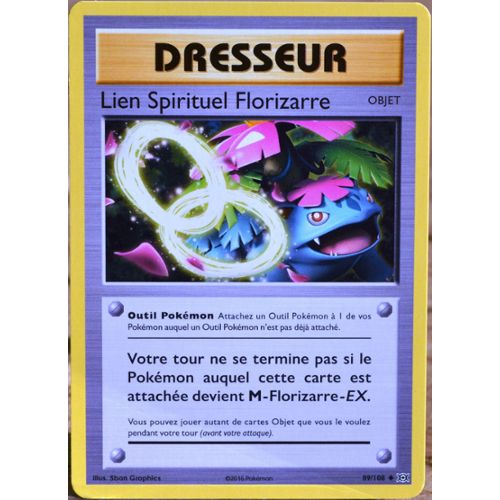 DRESSEUR
Lien Spirituel Florizarre OBJET
Outil Pokémon Attachez un Outil Pokémon à 1 de vos
Pokémon auquel un Outil Pokémon n'est pas déjà attaché.
Votre tour ne se termine pas si le
Pokémon auquel cette carte est
attachée devient M-Florizarre-EX.
Vous pouvez jouer autant de cartes Objet que vous le voulez
pendant votre tour (avant votre attaque).
Illus. 5ban Graphics ©2016 Pokémon 89/108